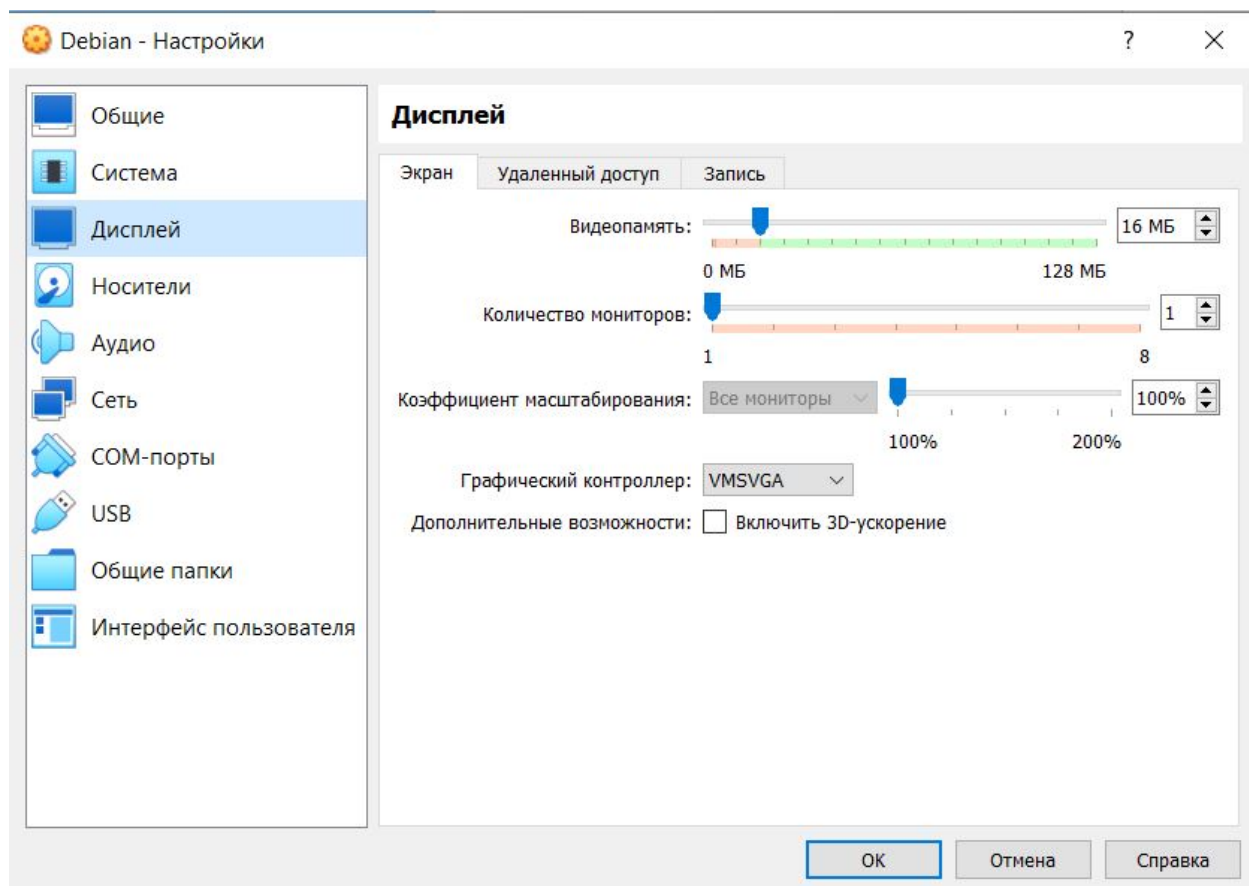 Debian - Настройки
?
Общие
Система
Дисплей
Носители
Аудио
Сеть
COM-порты
USB
Общие папки
Интерфейс пользователя
Дисплей
Экран
Удаленный доступ
Запись
Видеопамять:
16 МБ
0 МБ
128 МБ
Количество мониторов:
1
1
8
Коэффициент масштабирования:
Все мониторы
100%
100%
200%
Графический контроллер:
VMSVGA
Дополнительные возможности:
Включить 3D-ускорение
OK
Отмена
Справка